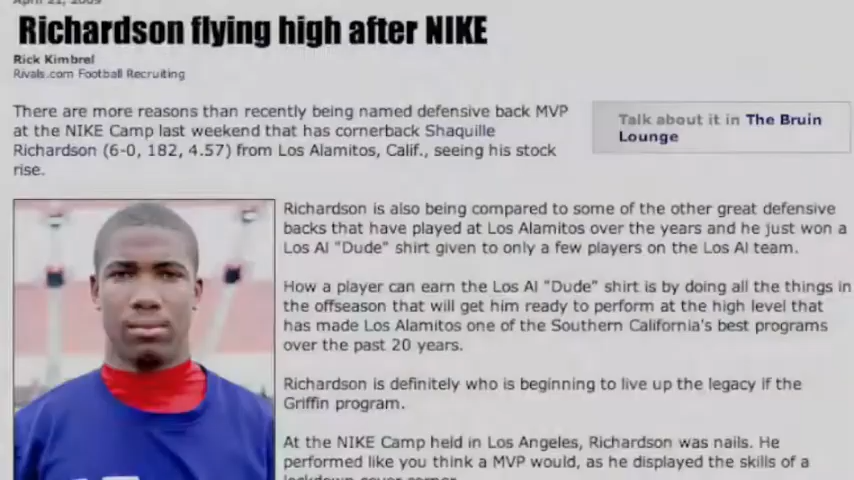 April 21, 2009
Richardson flying high after NIKE
Rick Kimbrel
Rivals.com Football Recruiting
There are more reasons than recently being named defensive back MVP
at the NIKE Camp last weekend that has cornerback Shaquille
Richardson (6-0, 182, 4.57) from Los Alamitos, Calif., seeing his stock
rise.
Talk about it in The Bruin
Lounge
Richardson is also being compared to some of the other great defensive
backs that have played at Los Alamitos over the years and he just won a
Los Al "Dude" shirt given to only a few players on the Los Al team.
How a player can earn the Los Al "Dude" shirt is by doing all the things in
the offseason that will get him ready to perform at the high level that
has made Los Alamitos one of the Southern California's best programs
over the past 20 years.
Richardson is definitely who is beginning to live up the legacy if the
Griffin program.
At the NIKE Camp held in Los Angeles, Richardson was nails. He
performed like you think a MVP would, as he displayed the skills of a
lockdown cover corner.